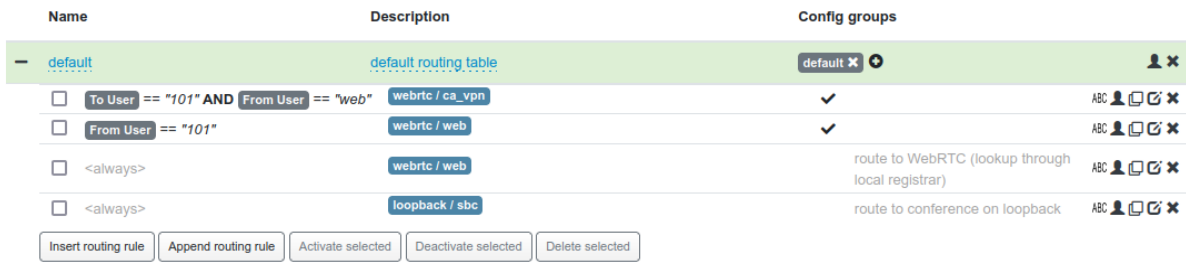 Name Description Config groups
default default routing table default
To User == "101" AND From User == "web" webrtc / ca_vpn ABC
From User == "101" webrtc / web ABC
<always> webrtc / web route to WebRTC (lookup through
local registrar) ABC
<always> loopback / sbc route to conference on loopback ABC
Insert routing rule Append routing rule Activate selected Deactivate selected Delete selected